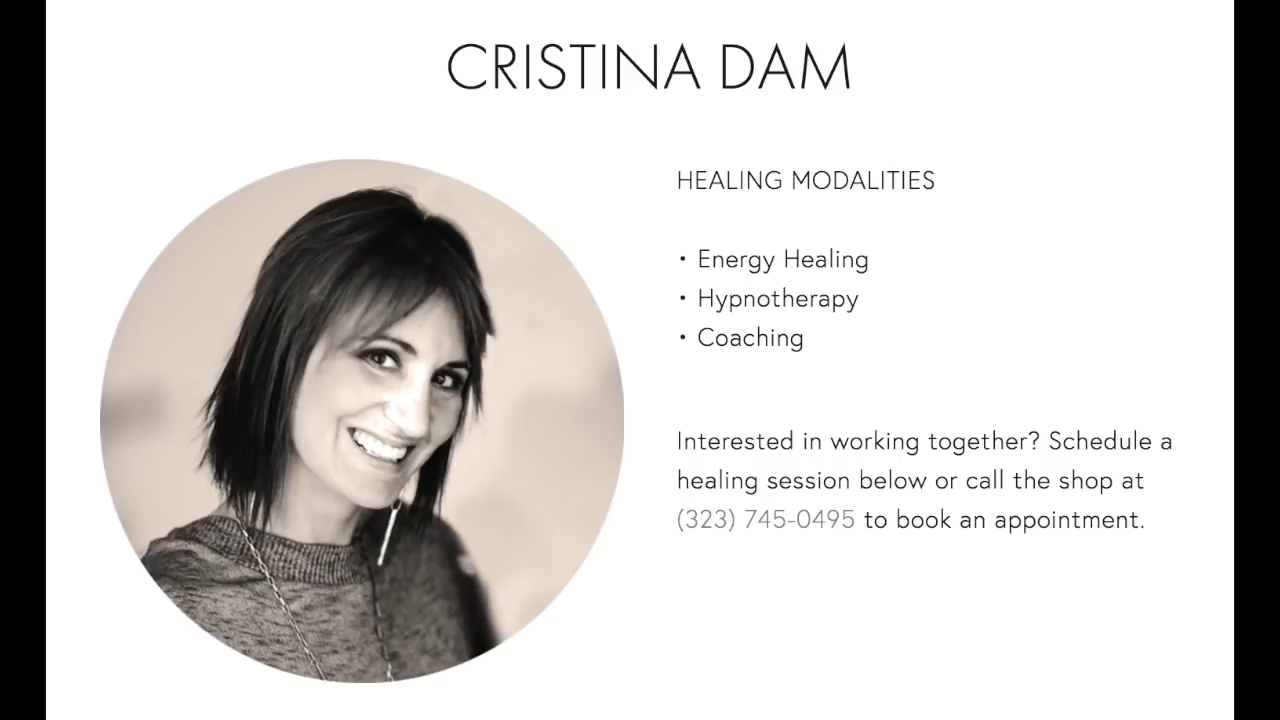 CRISTINA DAM
HEALING MODALITIES
• Energy Healing
• Hypnotherapy
• Coaching
Interested in working together? Schedule a
healing session below or call the shop at
(323) 745-0495 to book an appointment.